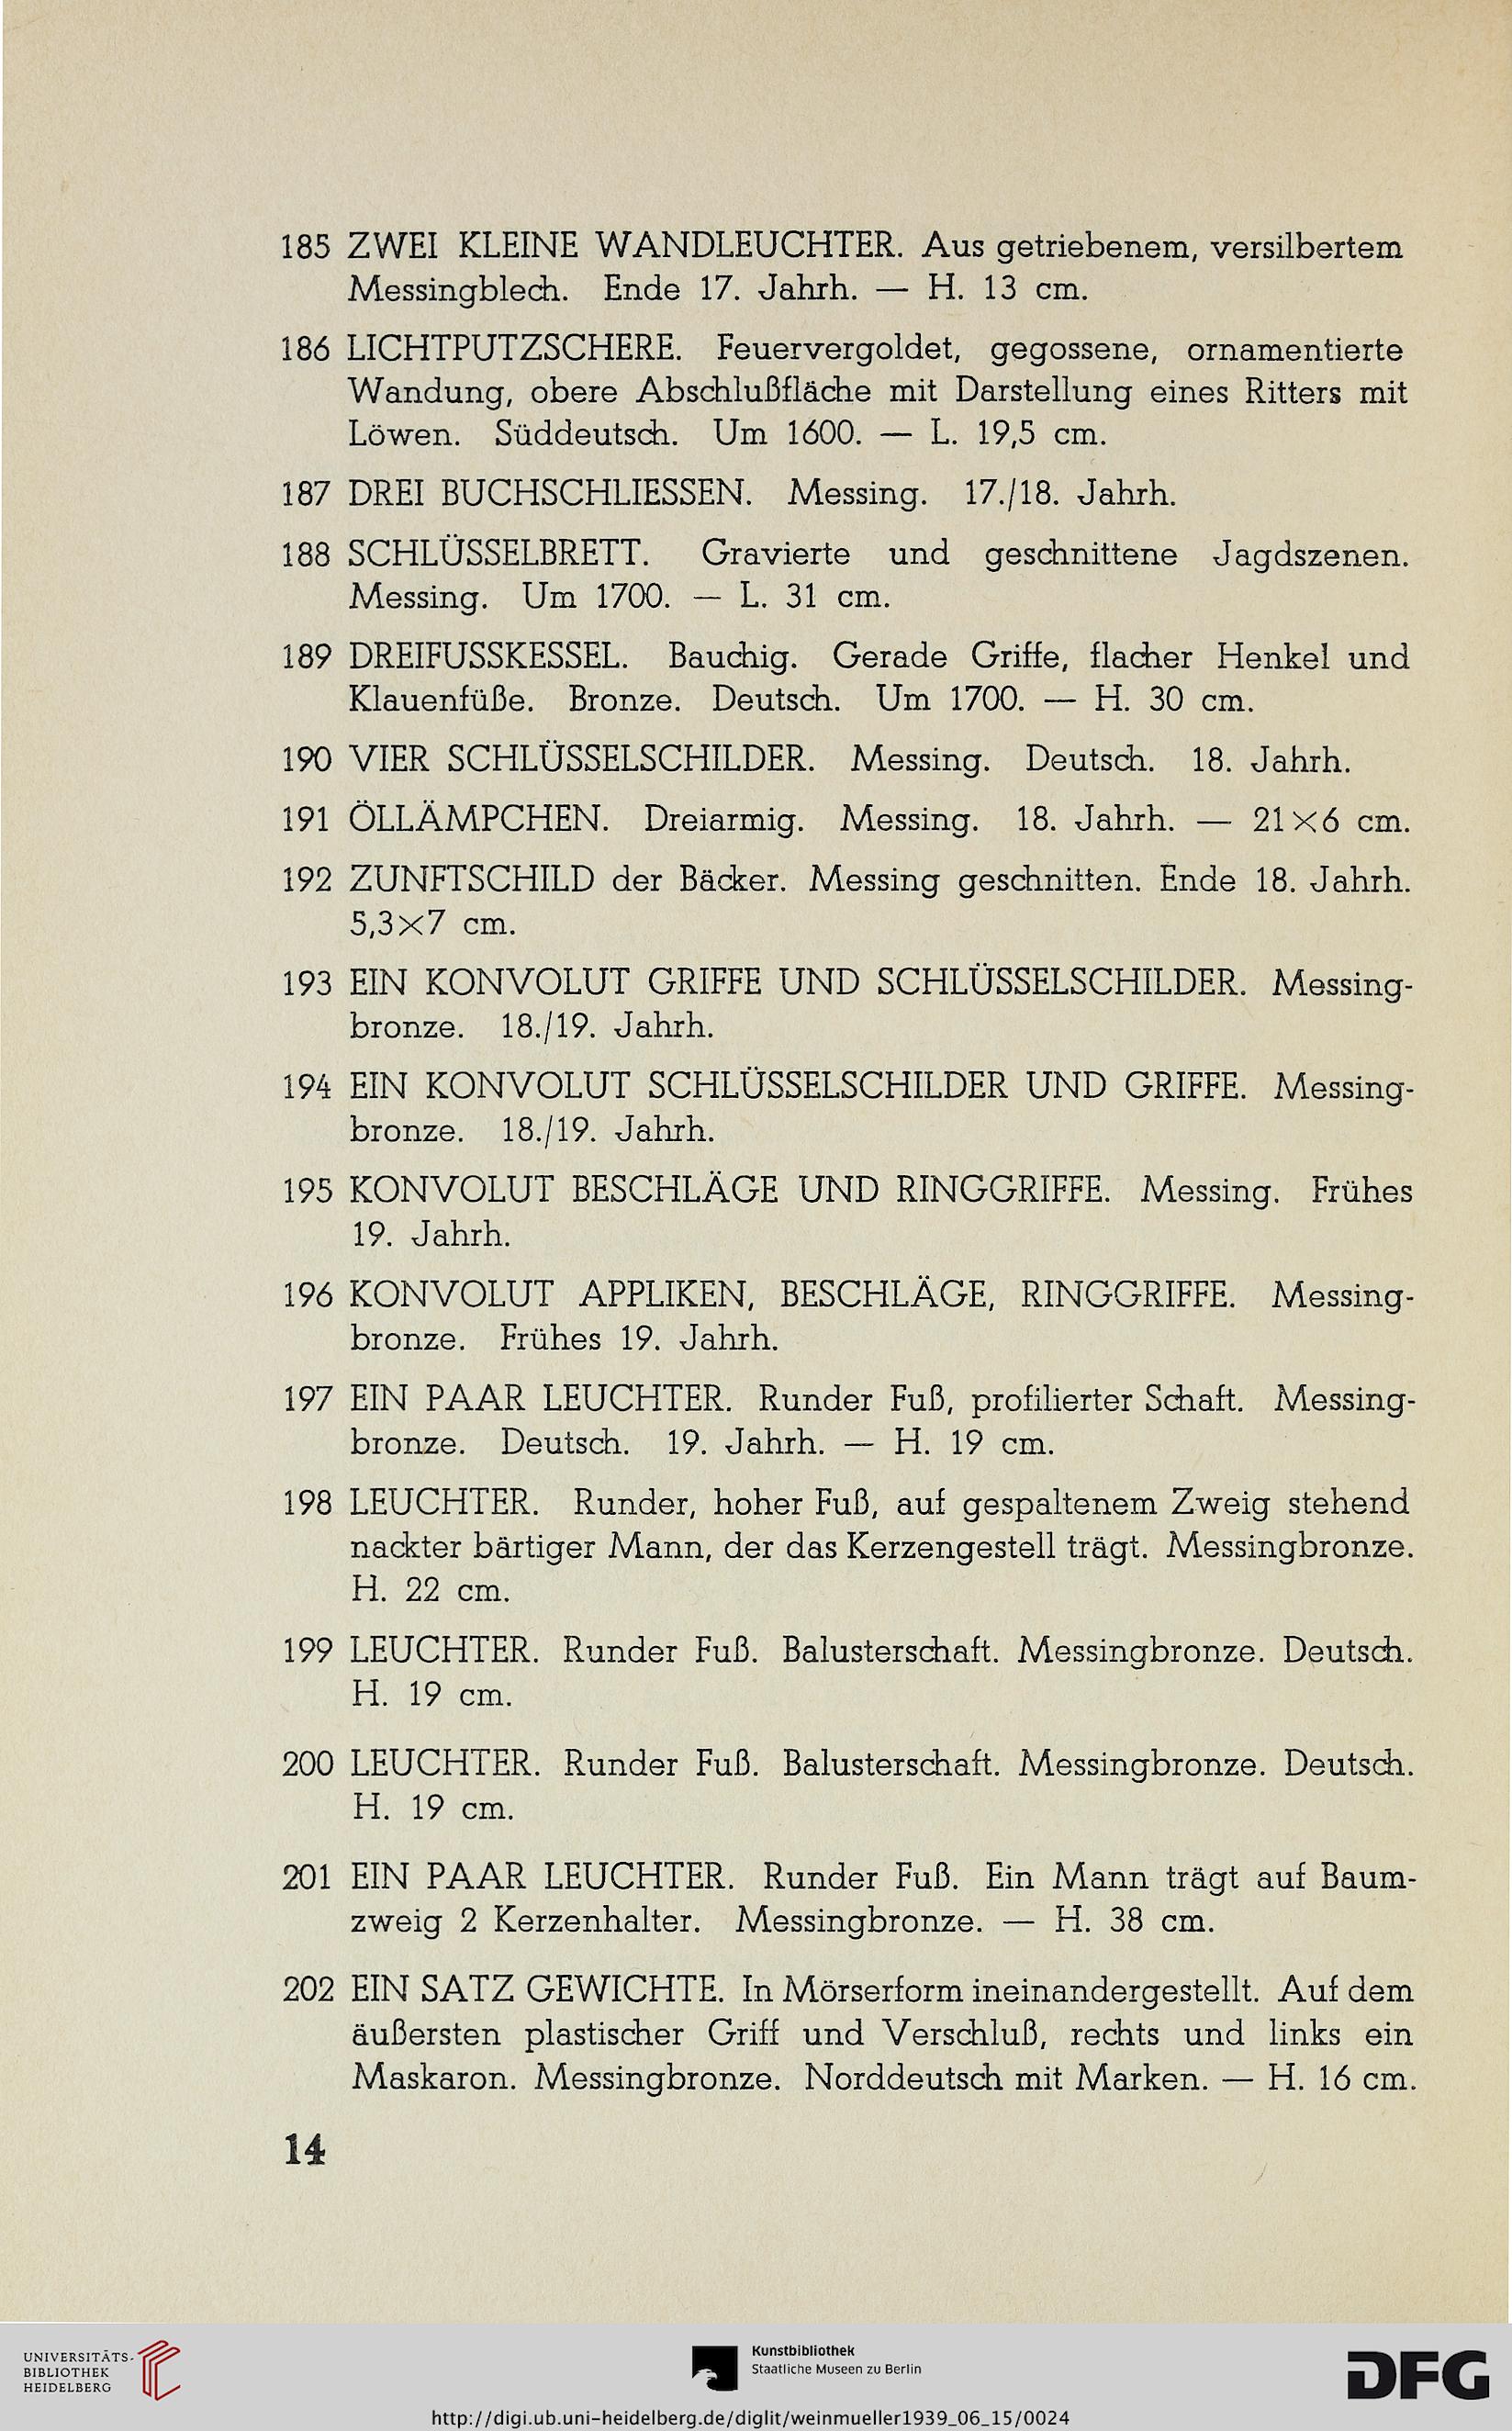 185 ZWEI KLEINE WANDLEUCHTER. Aus getriebenem, versilbertem
Messingblech. Ende 17. Jahrh. — H. 13 cm.
186 LICHTPUTZSCHERE. Feuervergoldet, gegossene, ornamentierte
Wandung, obere Abschlußfläche mit Darstellung eines Ritters mit
Löwen. Süddeutsch. Um 1600. — L. 19,5 cm.
187 DREI BUCHSCHLIESSEN. Messing. 17./18. Jahrh.
188 SCHLÜSSELBRETT. Gravierte und geschnittene Jagdszenen.
Messing. Um 1700. — L. 31 cm.
189 DREIFUSSKESSEL. Bauchig. Gerade Griffe, flacher Henkel und
Klauenfüße. Bronze. Deutsch. Um 1700. — H. 30 cm.
190 VIER SCHLÜSSELSCHILDER. Messing. Deutsch. 18. Jahrh.
191 ÖLLÄMPCHEN. Dreiarmig. Messing. 18. Jahrh. — 21×6 cm.
192 ZUNFTSCHILD der Bäcker. Messing geschnitten. Ende 18. Jahrh.
5,3×7 cm.
193 EIN KONVOLUT GRIFFE UND SCHLÜSSELSCHILDER. Messing-
bronze. 18./19. Jahrh.
194 EIN KONVOLUT SCHLÜSSELSCHILDER UND GRIFFE. Messing-
bronze. 18./19. Jahrh.
195 KONVOLUT BESCHLÄGE UND RINGGRIFFE. Messing. Frühes
19. Jahrh.
196 KONVOLUT APPLIKEN, BESCHLÄGE, RINGGRIFFE. Messing-
bronze. Frühes 19. Jahrh.
197 EIN PAAR LEUCHTER. Runder Fuß, profilierter Schaft. Messing-
bronze. Deutsch. 19. Jahrh. — H. 19 cm.
198 LEUCHTER. Runder, hoher Fuß, auf gespaltenem Zweig stehend
nackter bärtiger Mann, der das Kerzengestell trägt. Messingbronze.
H. 22 cm.
199 LEUCHTER. Runder Fuß. Balusterschaft. Messingbronze. Deutsch.
H. 19 cm.
200 LEUCHTER. Runder Fuß. Balusterschaft. Messingbronze. Deutsch.
H. 19 cm.
201 EIN PAAR LEUCHTER. Runder Fuß. Ein Mann trägt auf Baum-
zweig 2 Kerzenhalter. Messingbronze. — H. 38 cm.
202 EIN SATZ GEWICHTE. In Mörserform ineinandergestellt. Auf dem
äußersten plastischer Griff und Verschluß, rechts und links ein
Maskaron. Messingbronze. Norddeutsch mit Marken. — H. 16 cm.
14
UNIVERSITÄTS-
BIBLIOTHEK
HEIDELBERG
Kunstbibliothek
Staatliche Museen zu Berlin
DFG
http://digi.ub.uni-heidelberg.de/diglit/weinmueller1939_06_15/0024